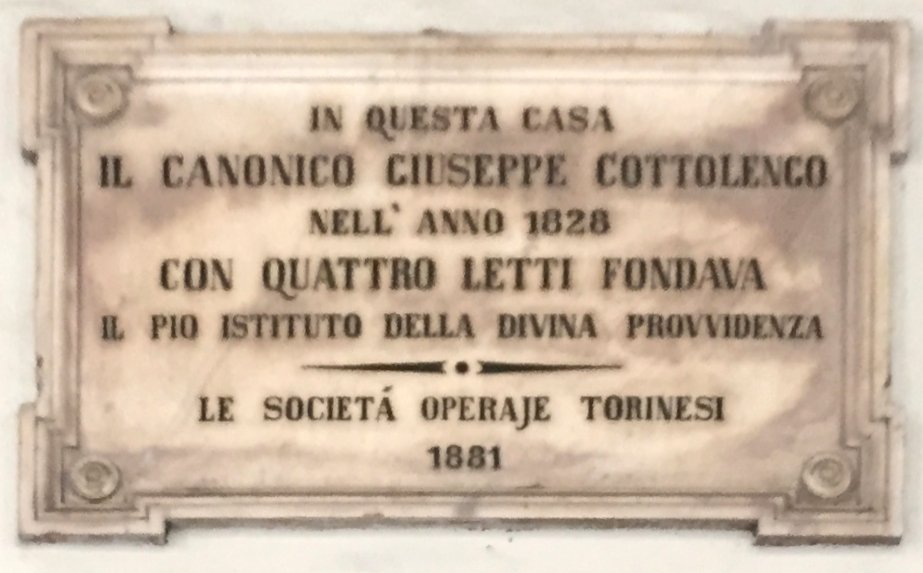 IN QUESTA CASA
IL CANONICO GIUSEPPE COTTOLENGO
NELL' ANNO 1828
CON QUATTRO LETTI FONDAVA
IL PIO ISTITUTO DELLA DIVINA PROVVIDENZA
LE SOCIETÁ OPERAJE TORINESI
1881